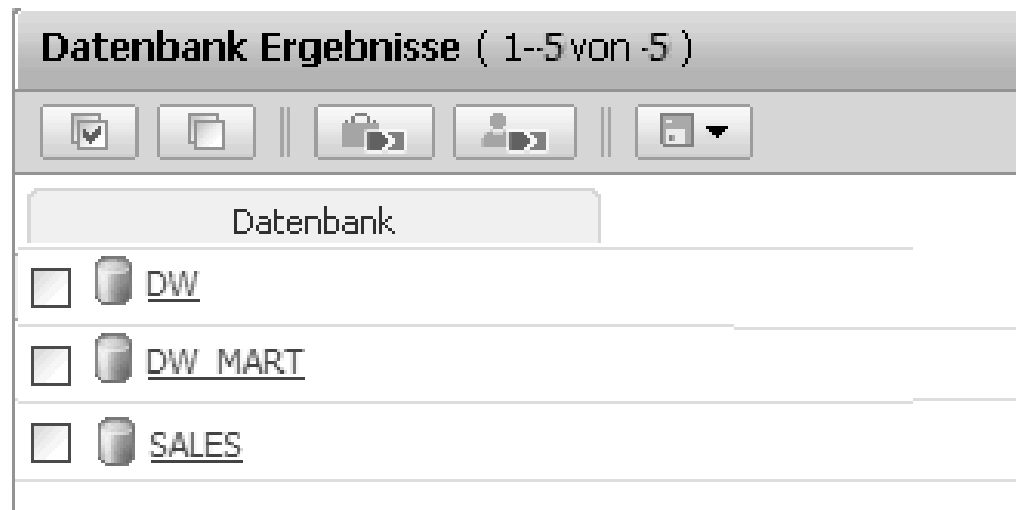 Datenbank Ergebnisse ( 1--5 von -5 )
Datenbank
DW
DW_MART
SALES